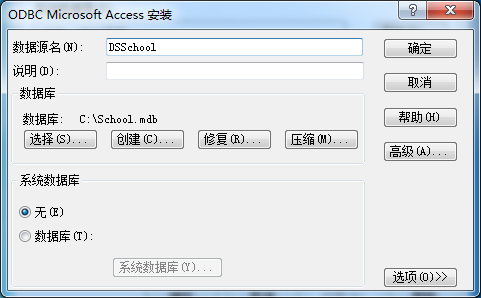 ODBC Microsoft Access 安装
数据源名(N): DSSchool 确定
说明(D): 取消
数据库
数据库: C:\School.mdb 帮助(H)
选择(S)... 创建(C)... 修复(R)... 压缩(M)... 高级(A)...
系统数据库
无(E)
数据库(T):
系统数据库(Y)... 选项(O)>>